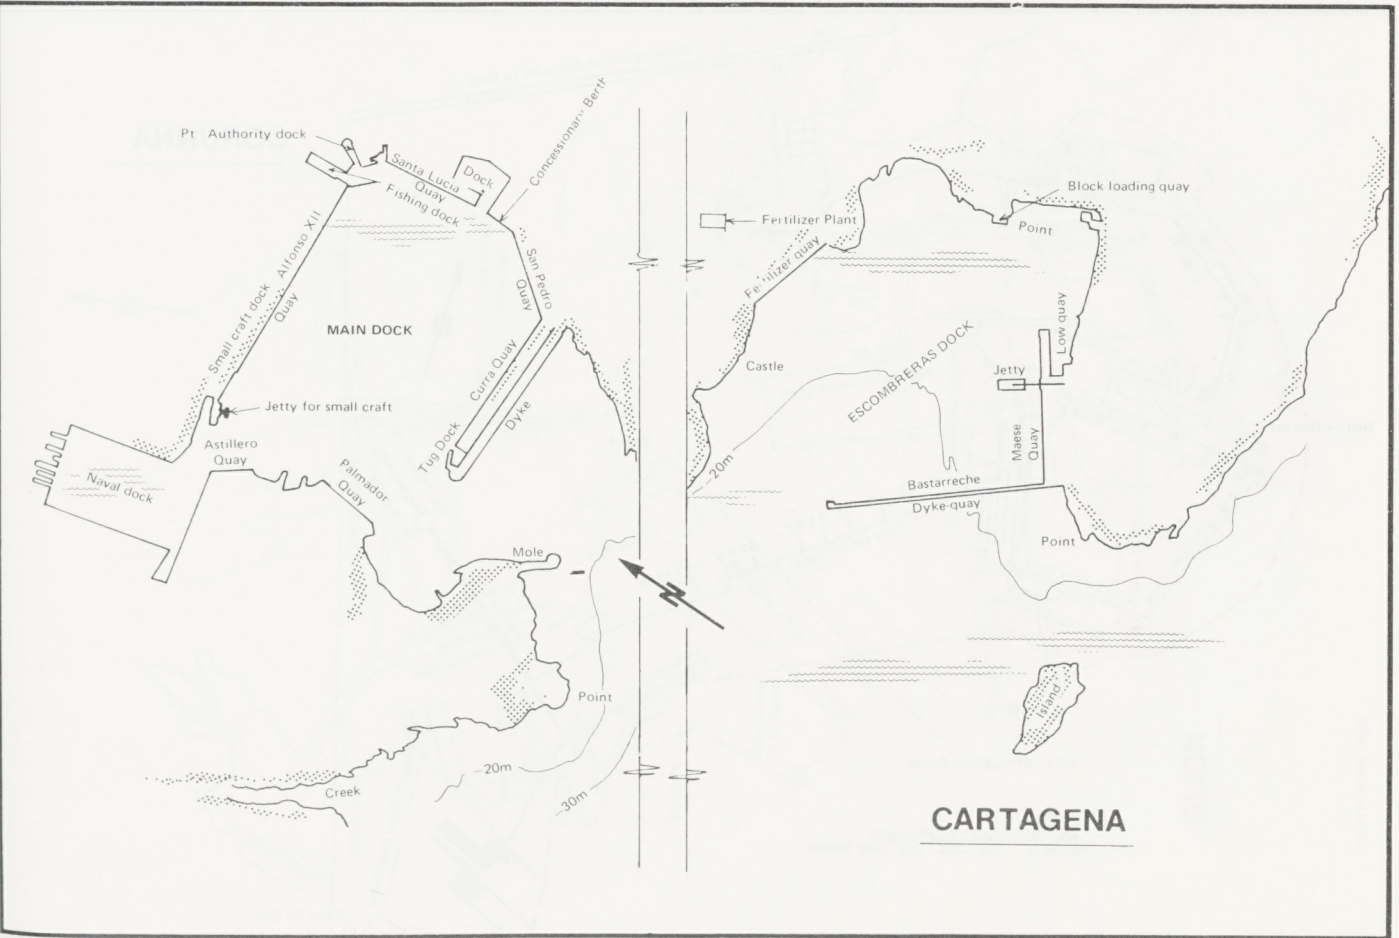 Pt. Authority dock
Concessionary Berth
Santa Lucia
Quay
Dock
Fishing dock
Alfonso XII
Quay
Small craft dock
San Pedro
Quay
MAIN DOCK
Curra Quay
Dyke
Tug Dock
Jetty for small craft
Astillero
Quay
Naval dock
Palmador
Quay
Mole
Point
-20m
-30m
Creek
Block loading quay
Fertilizer Plant
Point
Fertilizer quay
Low quay
Castle
ESCOMBRERAS DOCK
Jetty
Maese
Quay
-20m
Bastarreche
Dyke-quay
Point
Island
CARTAGENA